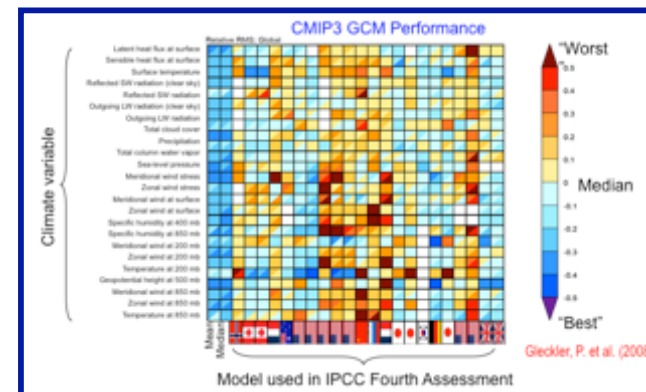 CMIP3 GCM Performance
Relative RMS: Global
Latent heat flux at surface
Sensible heat flux at surface
Surface temperature
Reflected SW radiation (clear sky)
Reflected SW radiation
Outgoing LW radiation (clear sky)
Outgoing LW radiation
Total cloud cover
Precipitation
Total column water vapor
Sea-level pressure
Meridional wind stress
Zonal wind stress
Meridional wind at surface
Zonal wind at surface
Specific humidity at 400 mb
Specific humidity at 850 mb
Meridional wind at 200 mb
Zonal wind at 200 mb
Temperature at 200 mb
Geopotential height at 500 mb
Meridional wind at 850 mb
Zonal wind at 850 mb
Temperature at 850 mb
Climate variable
Mean
Median
Model used in IPCC Fourth Assessment
"Worst
"
0.5
0.4
0.3
0.2
0.1
0
-0.1
-0.2
-0.3
-0.4
-0.5
Median
"Best"
Gleckler, P. et al. (2008